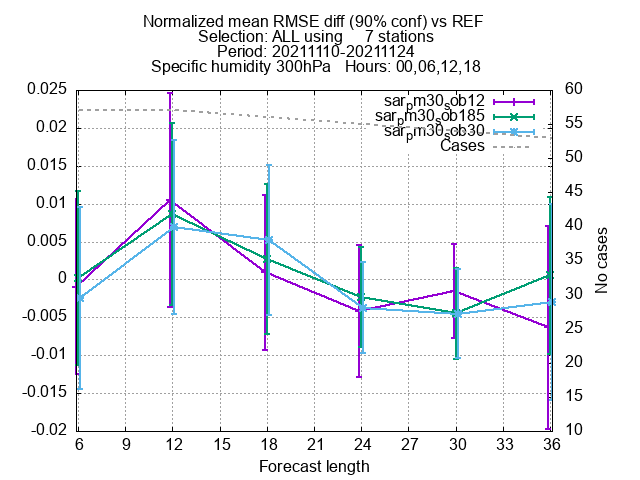 Normalized mean RMSE diff (90% conf) vs REF
Selection: ALL using 7 stations
Period: 20211110-20211124
Specific humidity 300hPa Hours: 00,06,12,18
sar_pm30_sob12
sar_pm30_sob185
sar_pm30_sob30
Cases
0.025
0.02
0.015
0.01
0.005
0
-0.005
-0.01
-0.015
-0.02
60
55
50
45
40
35
30
25
20
15
10
No cases
6 9 12 15 18 21 24 27 30 33 36
Forecast length